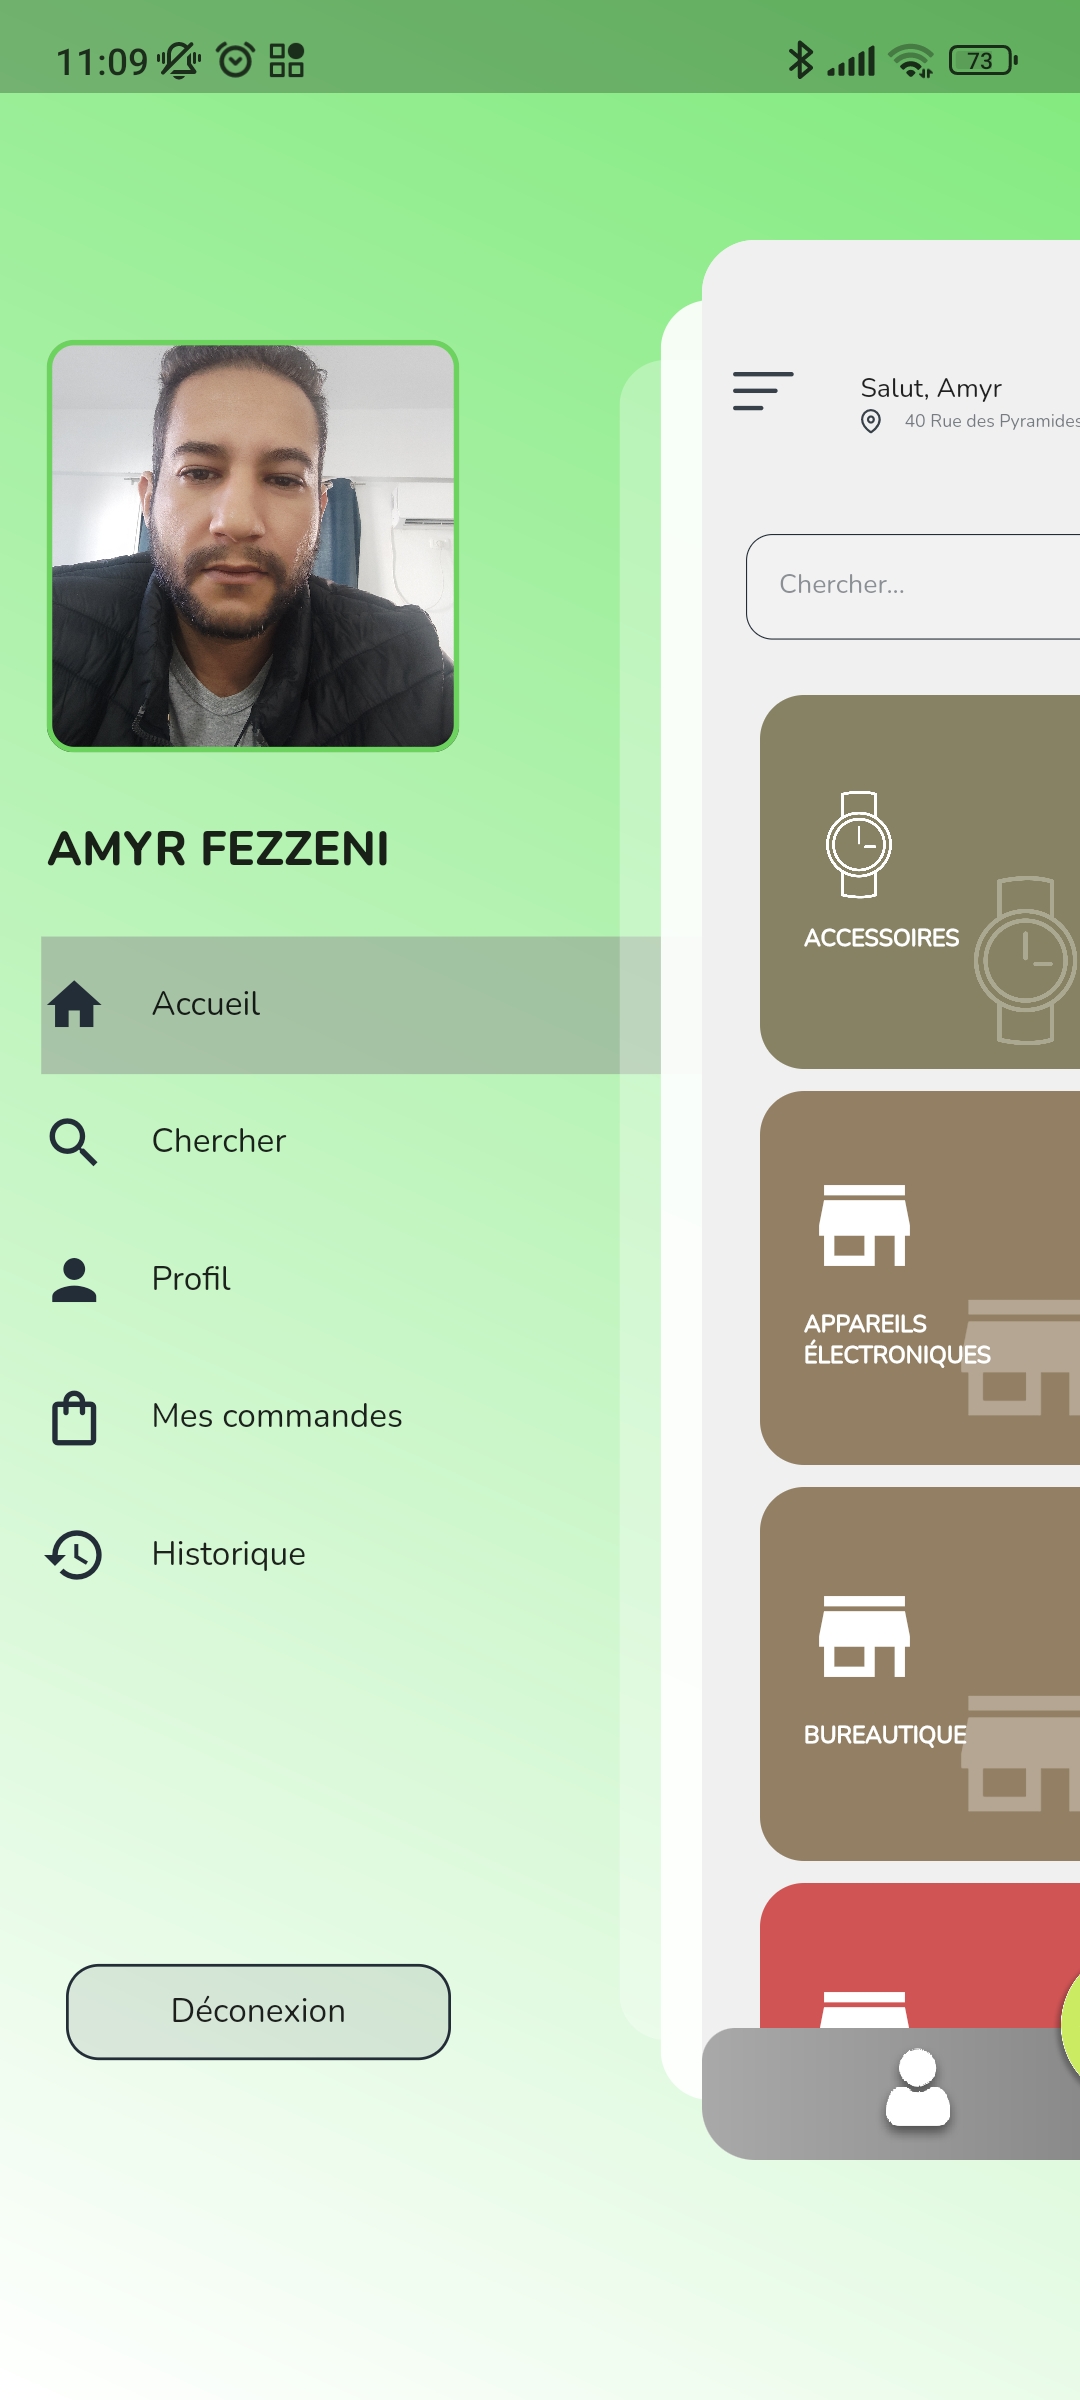 11:09
73
AMYR FEZZENI
Accueil
Chercher
Profil
Mes commandes
Historique
Déconexion
Salut, Amyr
40 Rue des Pyramides
Chercher...
ACCESSOIRES
APPAREILS
ÉLECTRONIQUES
BUREAUTIQUE